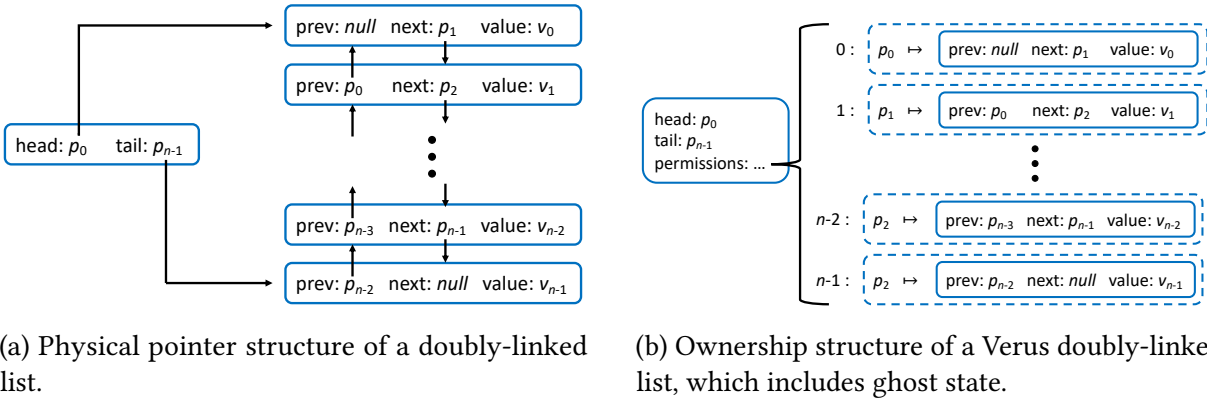 prev: null next: p₁ value: v₀
prev: p₀ next: p₂ value: v₁
head: p₀ tail: pₙ₋₁
prev: pₙ₋₃ next: pₙ₋₁ value: vₙ₋₂
prev: pₙ₋₂ next: null value: vₙ₋₁
(a) Physical pointer structure of a doubly-linked
list.
0 : p₀ ↦ prev: null next: p₁ value: v₀
1 : p₁ ↦ prev: p₀ next: p₂ value: v₁
head: p₀
tail: pₙ₋₁
permissions: ...
n-2 : p₂ ↦ prev: pₙ₋₃ next: pₙ₋₁ value: vₙ₋₂
n-1 : p₂ ↦ prev: pₙ₋₂ next: null value: vₙ₋₁
(b) Ownership structure of a Verus doubly-linke
list, which includes ghost state.